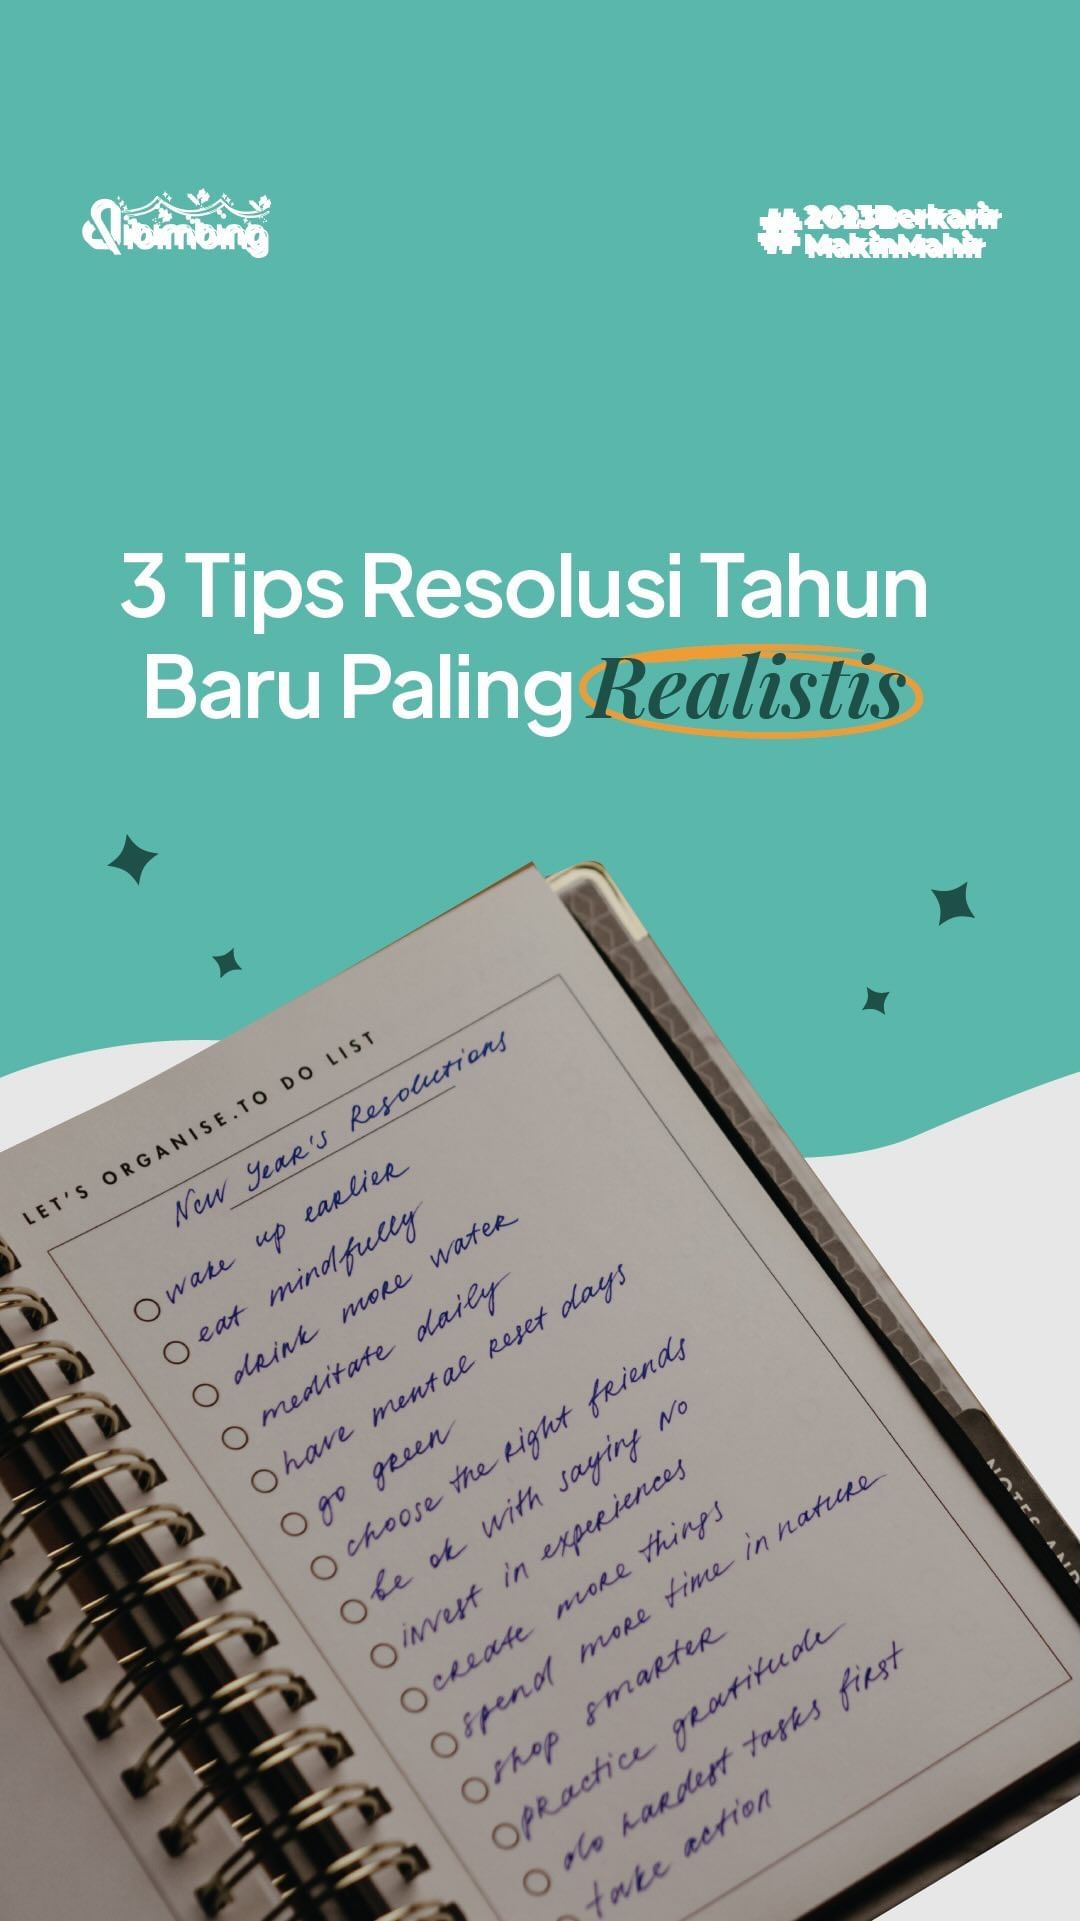 #2023Berkarir
MakinMahir
3 Tips Resolusi Tahun
Baru Paling Realistis
LET'S ORGANISE.TO DO LIST
New Year's Resolutions
wake up earlier
eat mindfully
drink more water
meditate daily
have mental reset days
go green
choose the right friends
be ok with saying no
invest in experiences
create more things
spend more time in nature
shop smarter
practice gratitude
do hardest tasks first
take action
NOTES AND